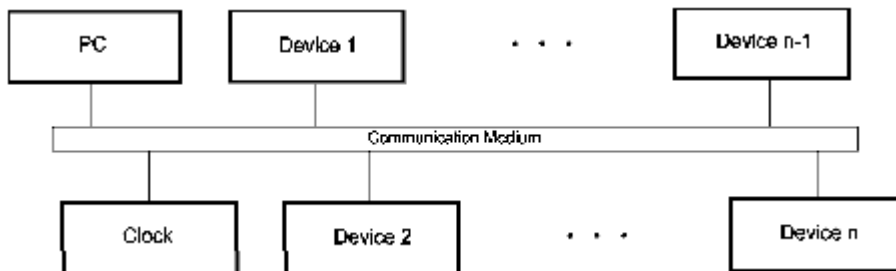 PC
Device 1
. . .
Device n-1
Communication Medium
Clock
Device 2
. . .
Device n